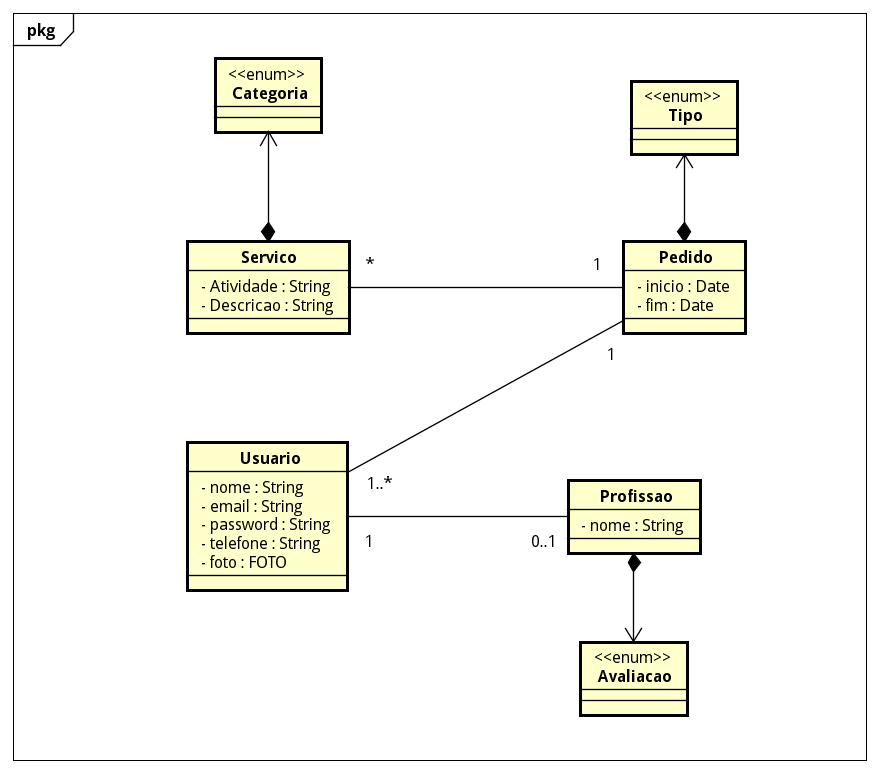 pkg
<<enum>>
Categoria
<<enum>>
Tipo
Servico
- Atividade : String
- Descricao : String
*
1
Pedido
- inicio : Date
- fim : Date
1
Usuario
- nome : String
- email : String
- password : String
- telefone : String
- foto : FOTO
1..*
1
0..1
Profissao
- nome : String
<<enum>>
Avaliacao